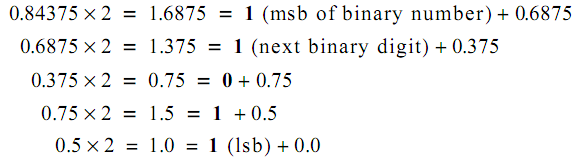 0.84375 × 2 = 1.6875 = 1 (msb of binary number) + 0.6875
0.6875 × 2 = 1.375 = 1 (next binary digit) + 0.375
0.375 × 2 = 0.75 = 0 + 0.75
0.75 × 2 = 1.5 = 1 + 0.5
0.5 × 2 = 1.0 = 1 (lsb) + 0.0